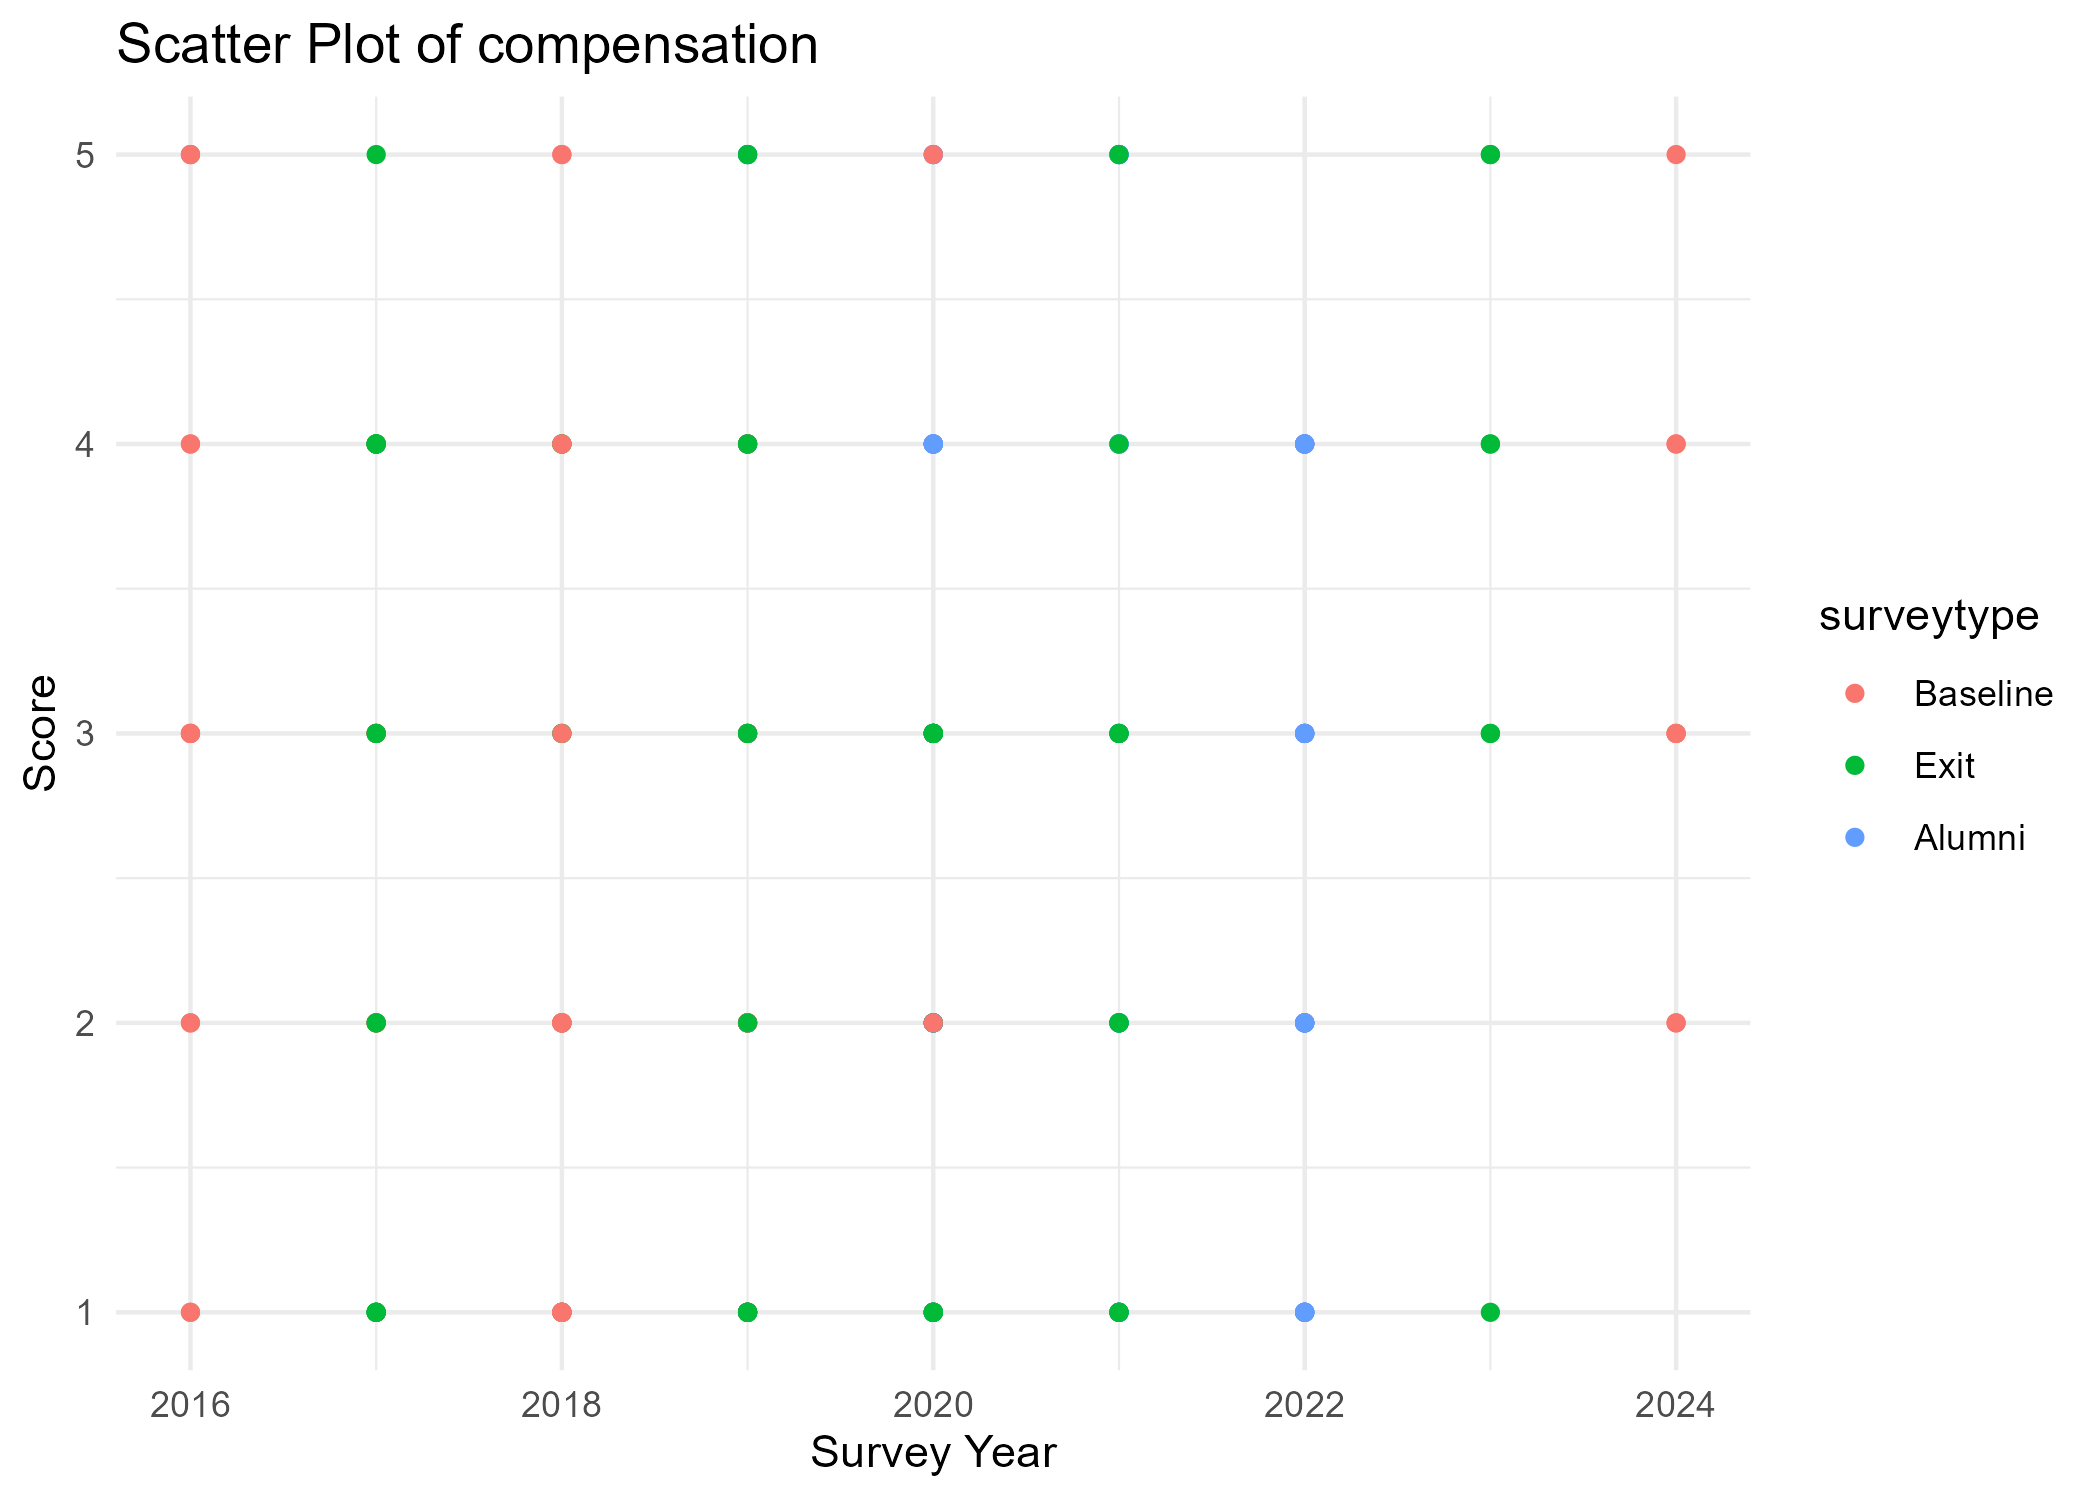 Scatter Plot of compensation
5
4
3
2
1
Score
2016 2018 2020 2022 2024
Survey Year
surveytype
Baseline
Exit
Alumni